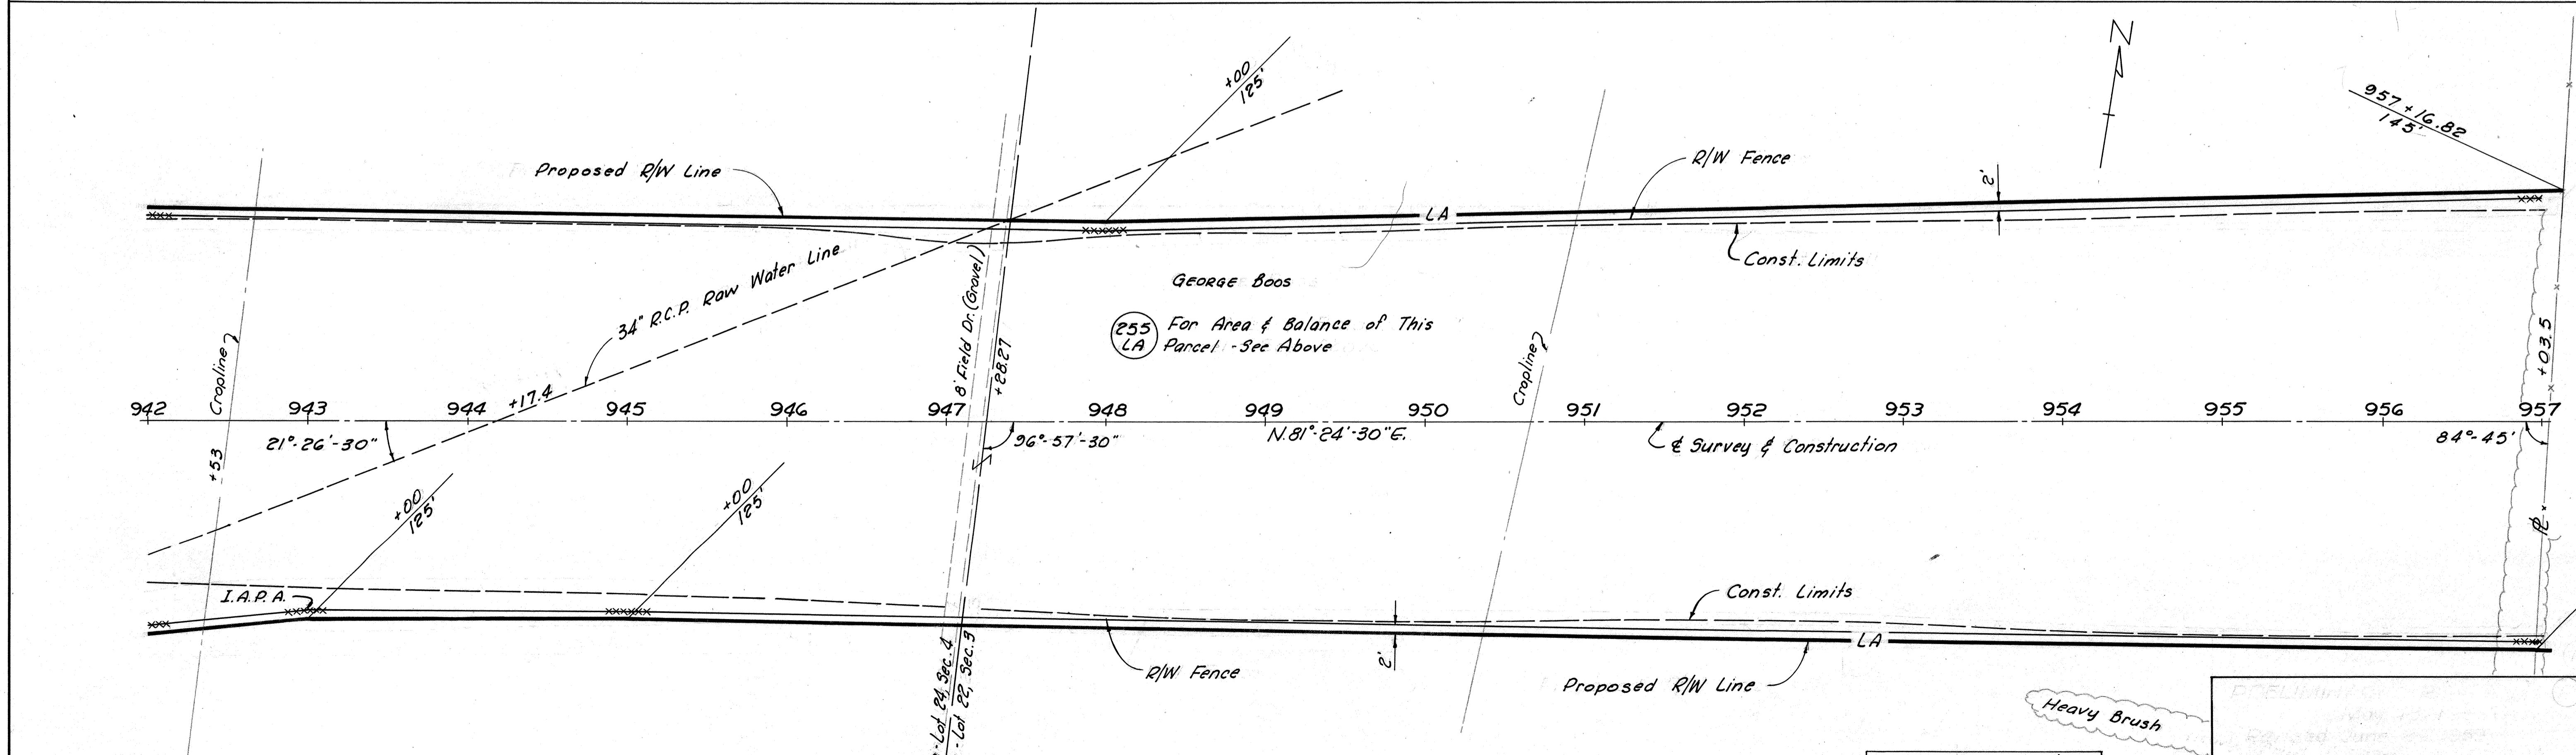 N
+00
125'
957+16.82
145'
Proposed R/W Line
R/W Fence
2'
LA
Const. Limits
34" R.C.P. Raw Water Line
8' Field Dr. (Gravel)
+28.27
GEORGE BOOS
255
LA
For Area & Balance of This
Parcel - See Above
Cropline
Cropline
+03.5
+17.4
942 943 944 945 946 947 948 949 950 951 952 953 954 955 956 957
21°-26'-30"
96°-57'-30"
N.81°-24'-30"E.
℄ Survey & Construction
84°-45'
+53
+00
125'
+00
125'
℄
I.A.P.A.
Const. Limits
LA
2'
R/W Fence
Proposed R/W Line
Lot 24, Sec. 4
Lot 22, Sec. 3
Heavy Brush